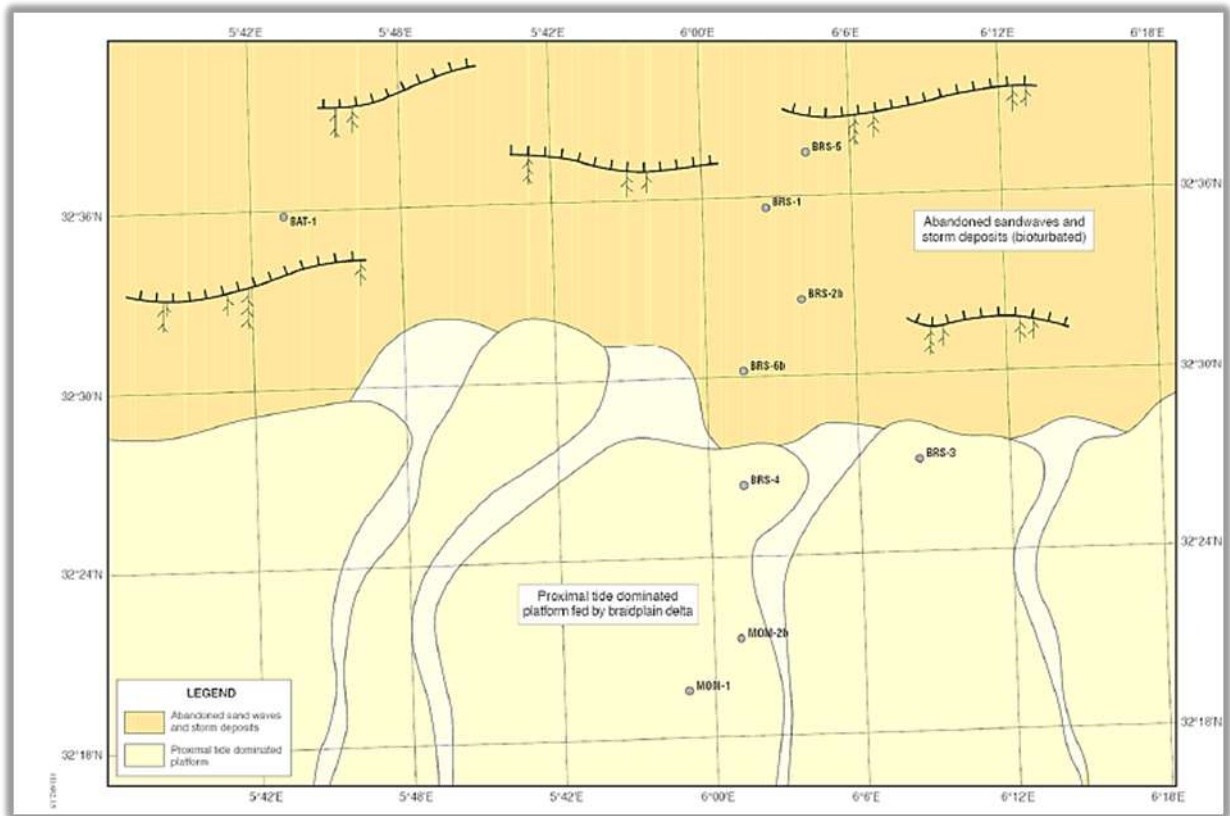 5°42'E 5°48'E 5°42'E 6°00'E 6°6'E 6°12'E 6°18'E
BRS-5
32°36'N
BRS-1
32°36'N
BAT-1
Abandoned sandwaves and
storm deposits (bioturbated)
BRS-2b
BRS-6b
32°30'N
32°30'N
BRS-3
BRS-4
32°24'N
32°24'N
Proximal tide dominated
platform fed by braidplain delta
MOM-2b
MON-1
LEGEND
Abandoned sand waves
and storm deposits
Proximal tide dominated
platform
32°18'N
32°18'N
5°42'E 5°48'E 5°42'E 6°00'E 6°6'E 6°12'E 6°18'E